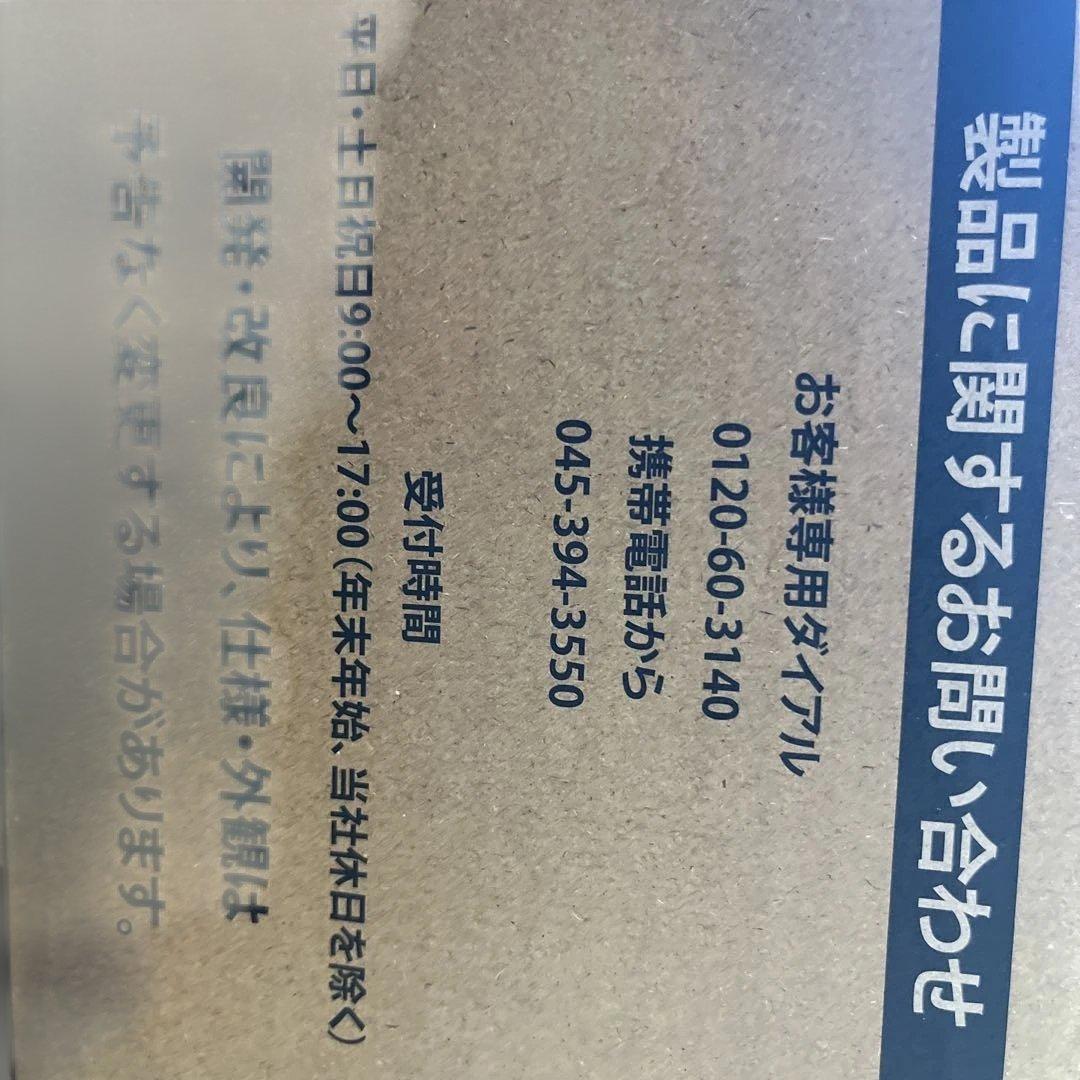 製品に関するお問い合わせ
お客様専用ダイアル
0120-60-3140
携帯電話から
045-394-3550
受付時間
平日・土日祝日9:00〜17:00(年末年始、当社休日を除く)
開発・改良により、仕様・外観は
予告なく変更する場合があります。